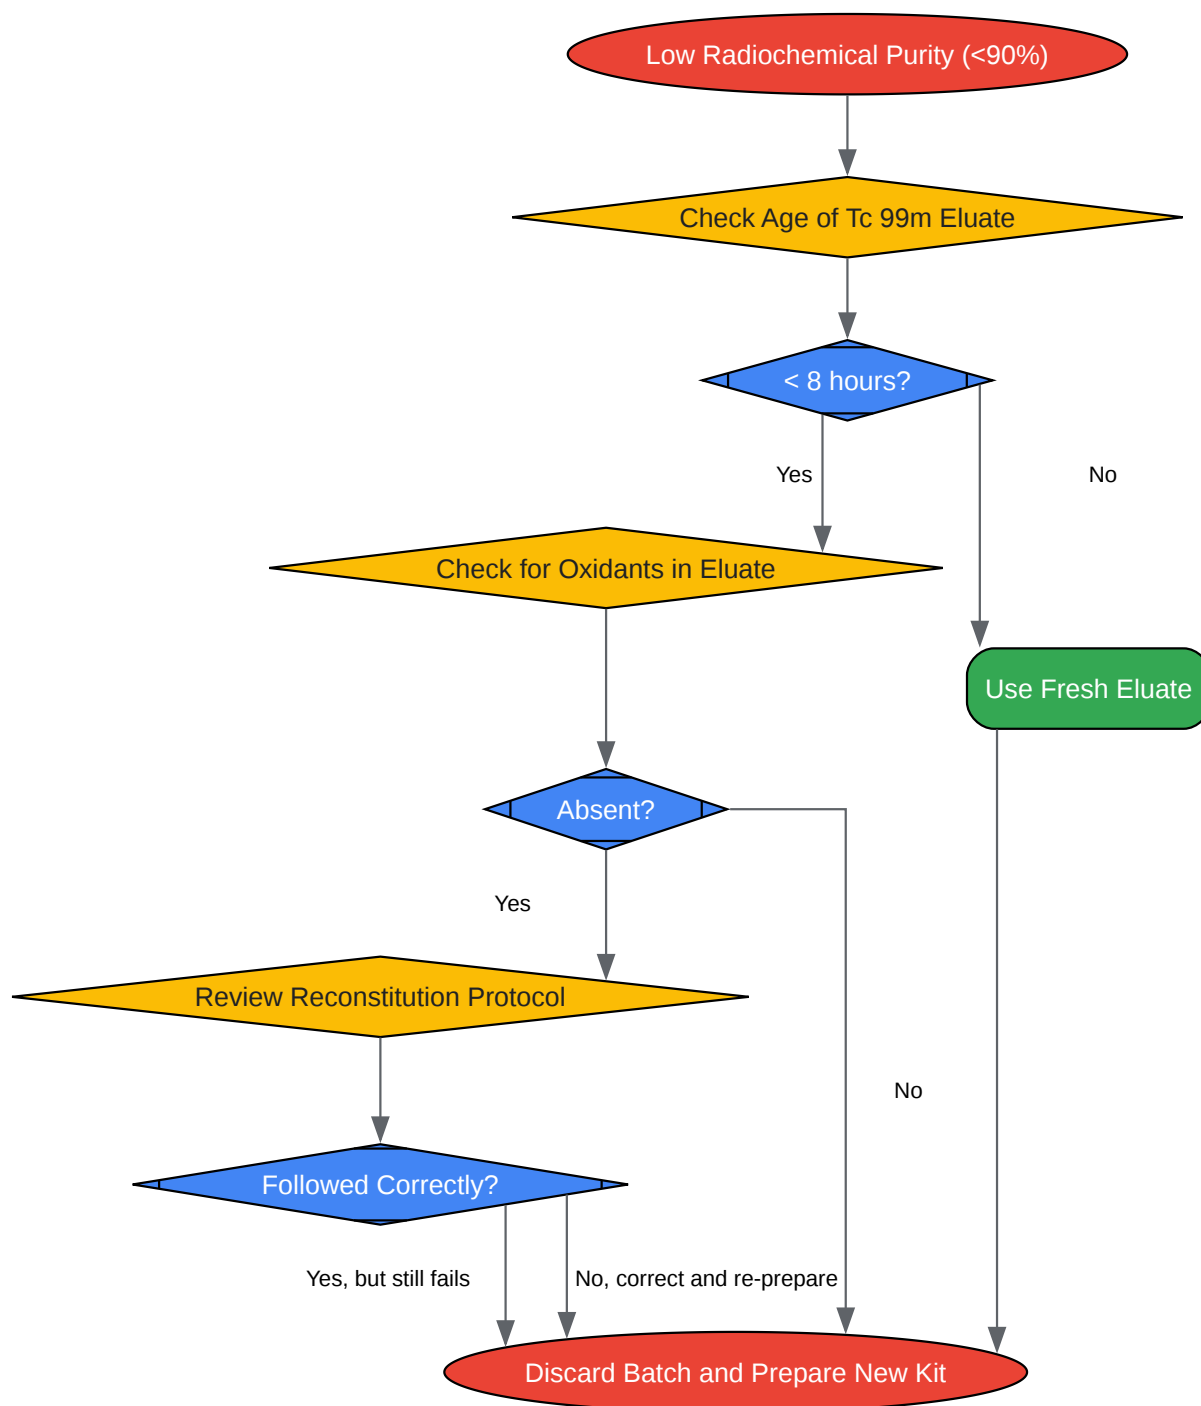 Low Radiochemical Purity (<90%)
Check Age of Tc 99m Eluate
< 8 hours?
Yes
No
Check for Oxidants in Eluate
Use Fresh Eluate
Absent?
Yes
Review Reconstitution Protocol
No
Followed Correctly?
Yes, but still fails
No, correct and re-prepare
Discard Batch and Prepare New Kit